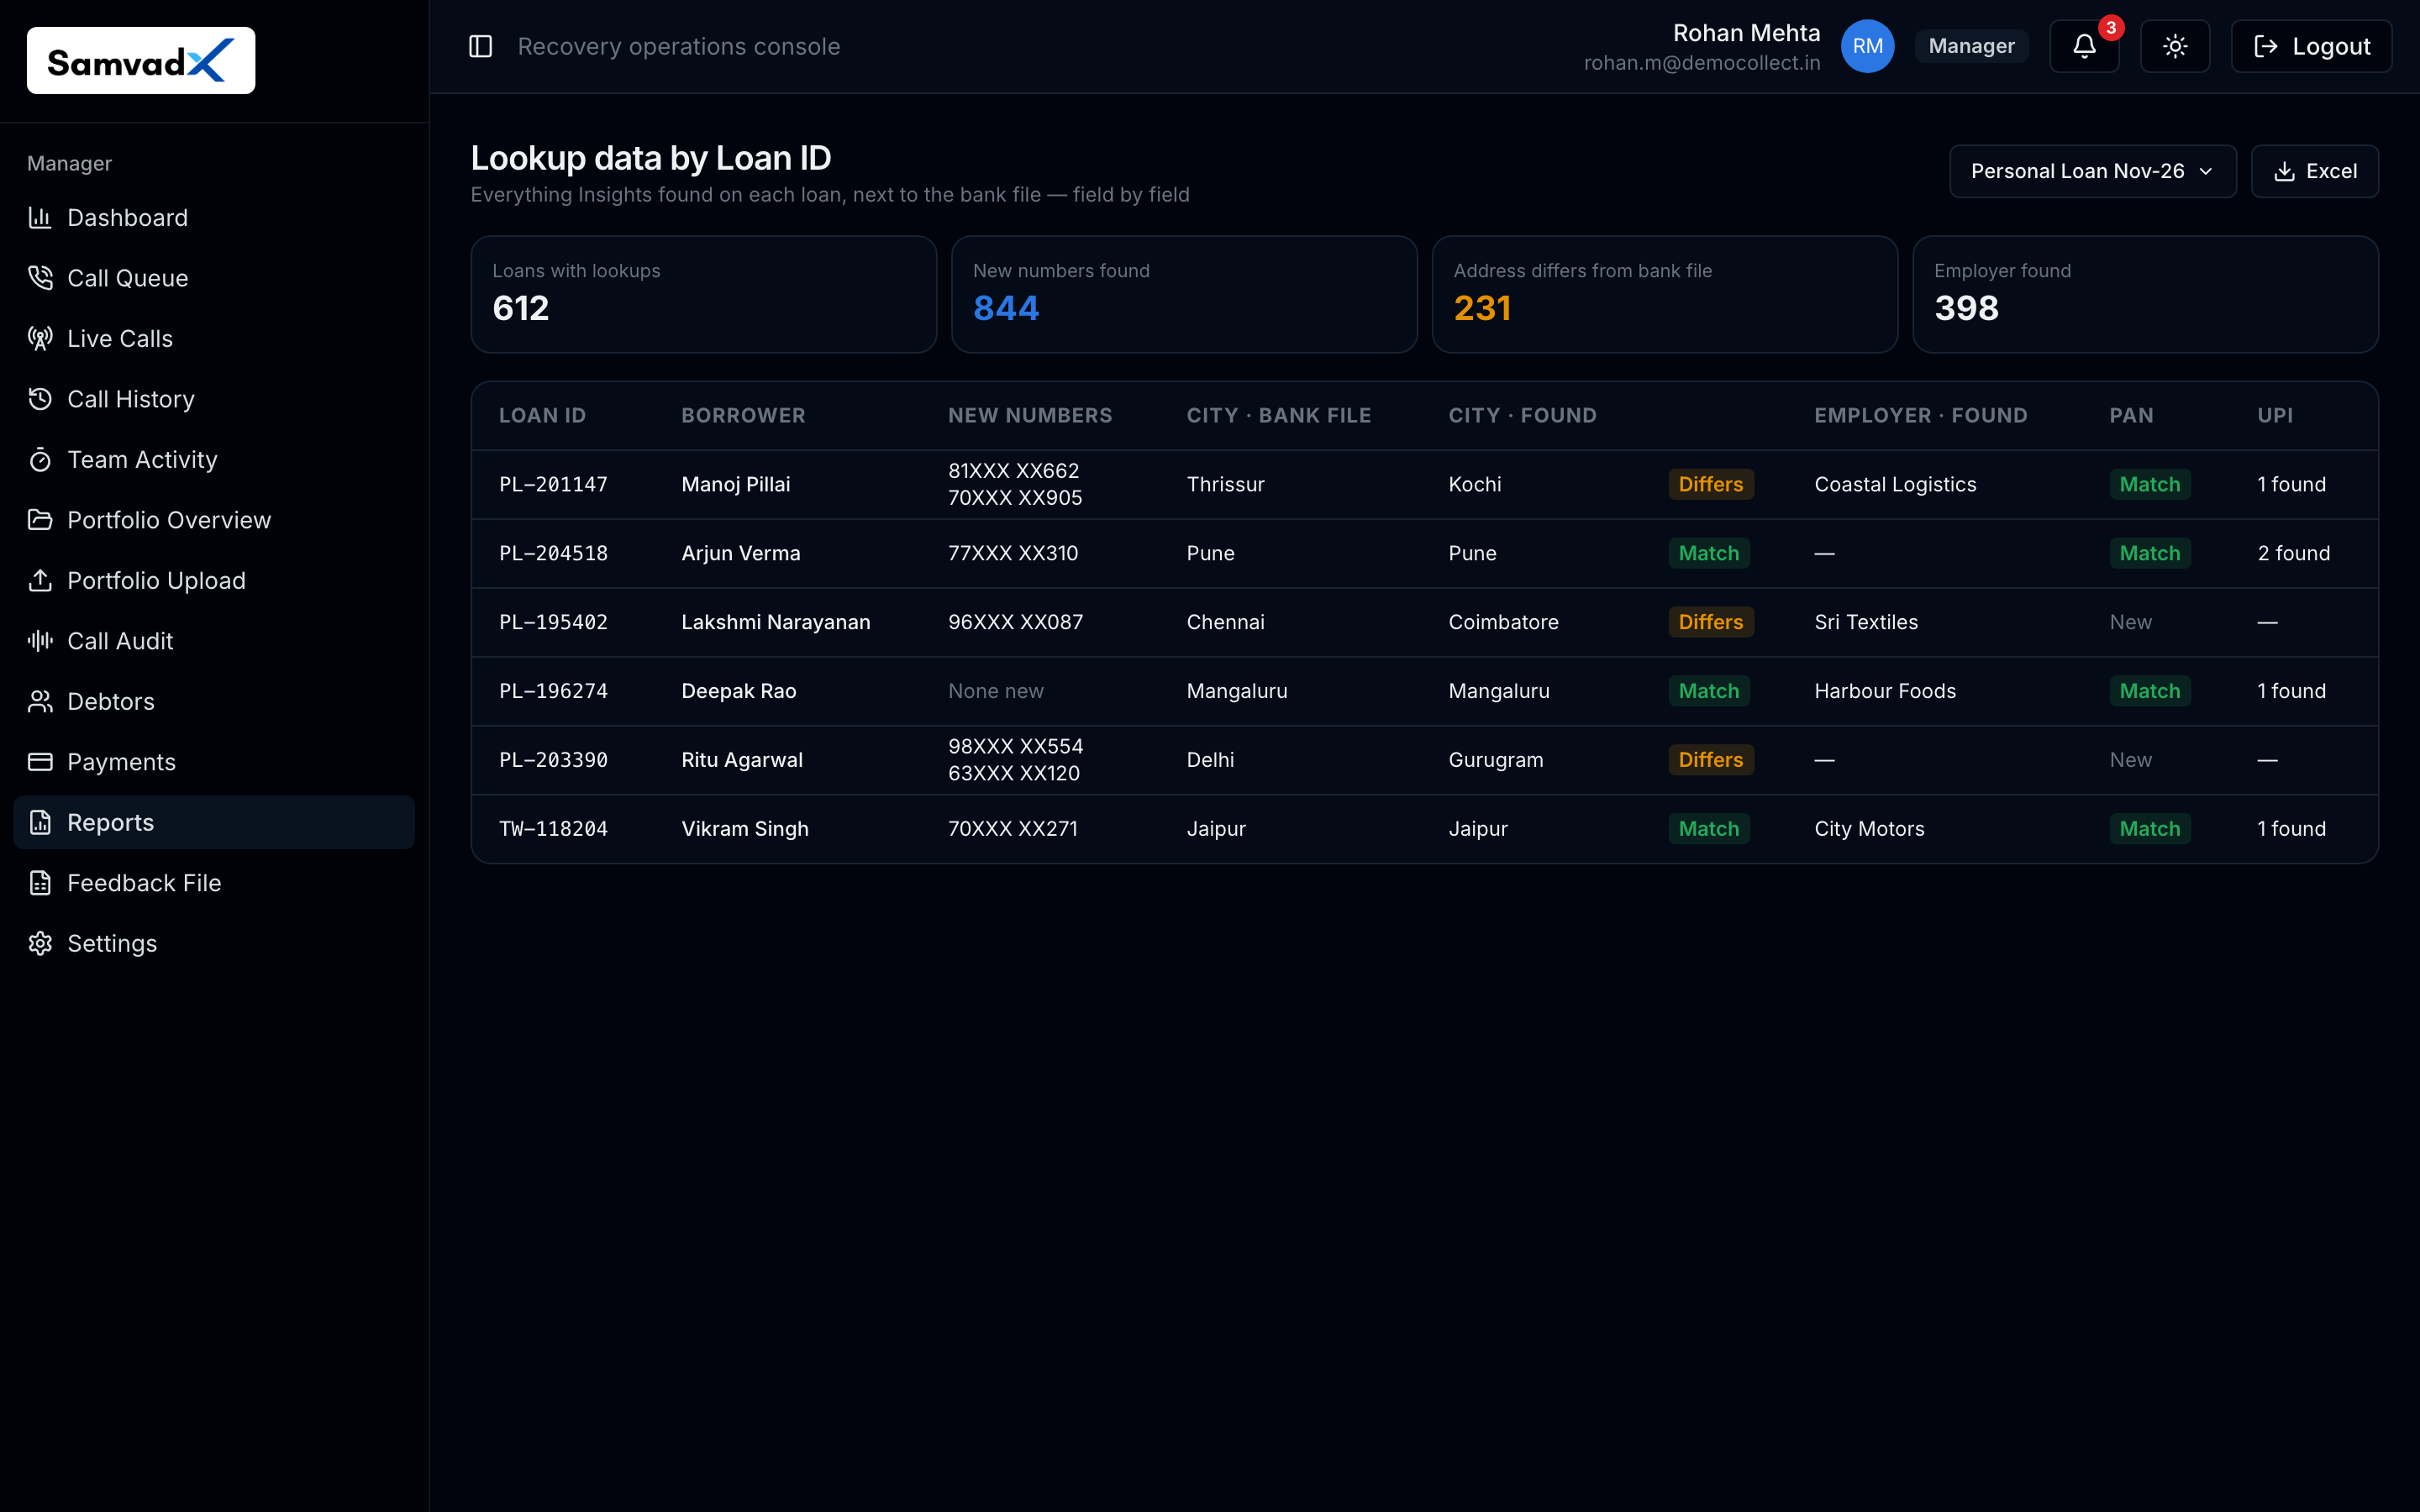 SamvadX
Recovery operations console
Rohan Mehta
rohan.m@democollect.in
RM
Manager
3
Logout
Manager
Dashboard
Call Queue
Live Calls
Call History
Team Activity
Portfolio Overview
Portfolio Upload
Call Audit
Debtors
Payments
Reports
Feedback File
Settings
Lookup data by Loan ID
Everything Insights found on each loan, next to the bank file — field by field
Personal Loan Nov-26
Excel
Loans with lookups
612
New numbers found
844
Address differs from bank file
231
Employer found
398
LOAN ID BORROWER NEW NUMBERS CITY · BANK FILE CITY · FOUND EMPLOYER · FOUND PAN UPI
PL-201147 Manoj Pillai 81XXX XX662 Thrissur Kochi Differs Coastal Logistics Match 1 found
70XXX XX905
PL-204518 Arjun Verma 77XXX XX310 Pune Pune Match — Match 2 found
PL-195402 Lakshmi Narayanan 96XXX XX087 Chennai Coimbatore Differs Sri Textiles New —
PL-196274 Deepak Rao None new Mangaluru Mangaluru Match Harbour Foods Match 1 found
PL-203390 Ritu Agarwal 98XXX XX554 Delhi Gurugram Differs — New —
63XXX XX120
TW-118204 Vikram Singh 70XXX XX271 Jaipur Jaipur Match City Motors Match 1 found